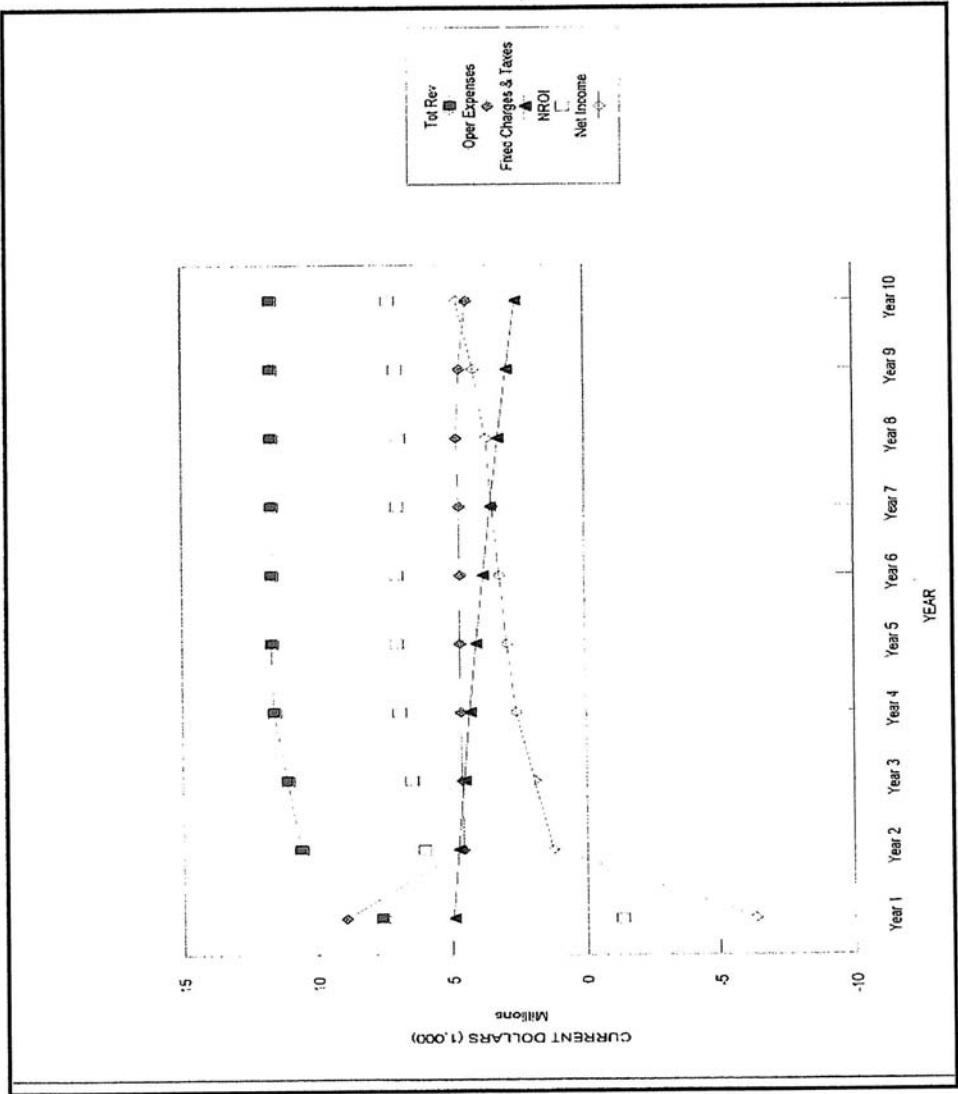 Tot Rev
Oper Expenses
Fixed Charges & Taxes
NROI
Net Income
15
10
5
0
-5
-10
CURRENT DOLLARS (1,000)
Millions
Year 1
Year 2
Year 3
Year 4
Year 5
Year 6
Year 7
Year 8
Year 9
Year 10
YEAR